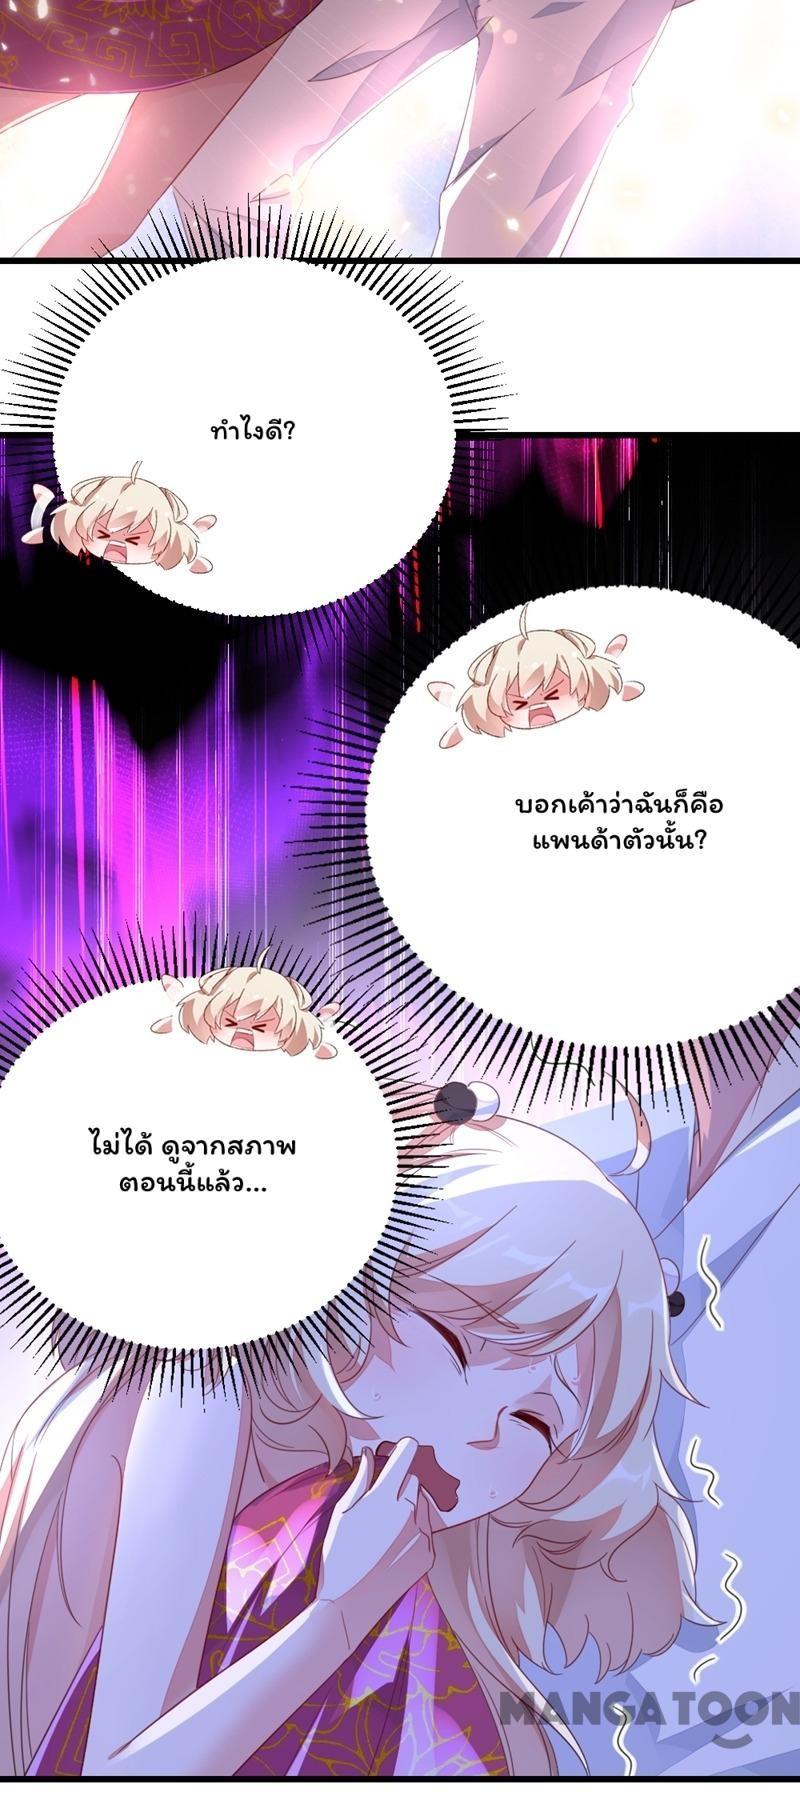 ทำไงดี?
บอกเค้าว่าฉันก็คือ
แพนด้าตัวนั้น?
ไม่ได้ ดูจากสภาพ
ตอนนี้แล้ว...
MANGATOON